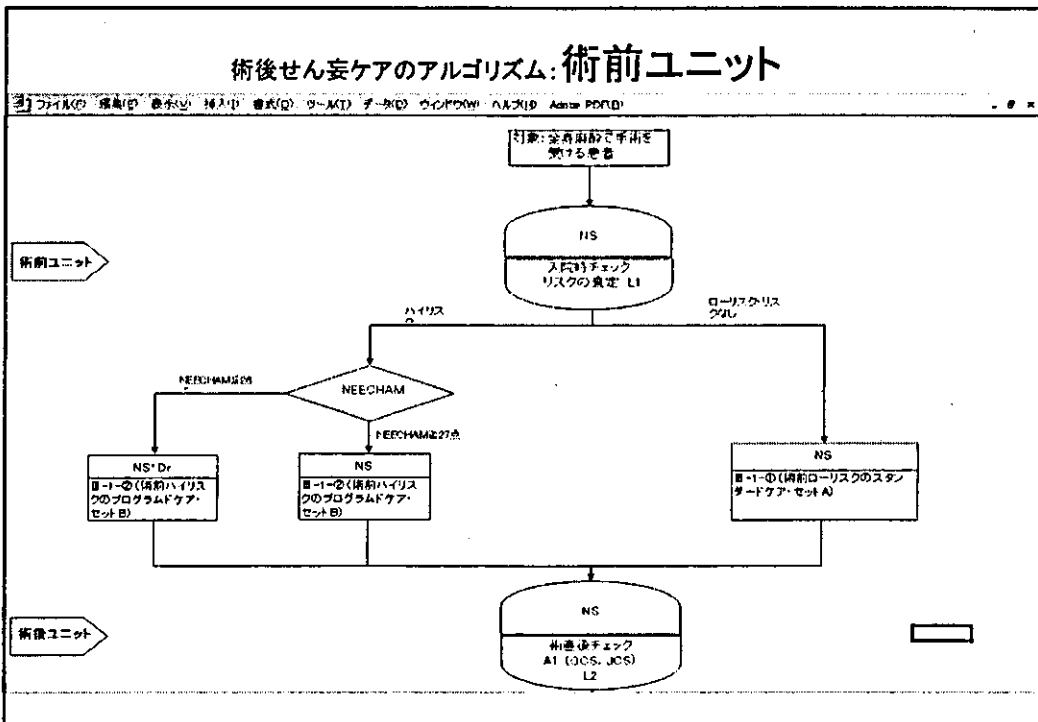 術後せん妄ケアのアルゴリズム:術前ユニット
ファイル(F) 編集(E) 表示(V) 挿入(I) 書式(O) ツール(T) データ(D) ウィンドウ(W) ヘルプ(H) Adobe PDF(B)
対象:全身麻酔で手術を
受ける患者
NS
術前ユニット
入院時チェック
リスクの査定 L1
ハイリス
ク
ローリスク・リス
クなし
NEECHAM
NEECHAM≦26
NEECHAM≧27点
NS*Dr
Ⅲ-1-②(術前ハイリス
クのプログラムドケア・
セットB)
NS
Ⅲ-1-②(術前ハイリス
クのプログラムドケア・
セットB)
NS
Ⅲ-1-①(術前ローリスクのスタン
ダードケア・セットA)
NS
術後ユニット
術直後チェック
A1 (GCS, JCS)
L2